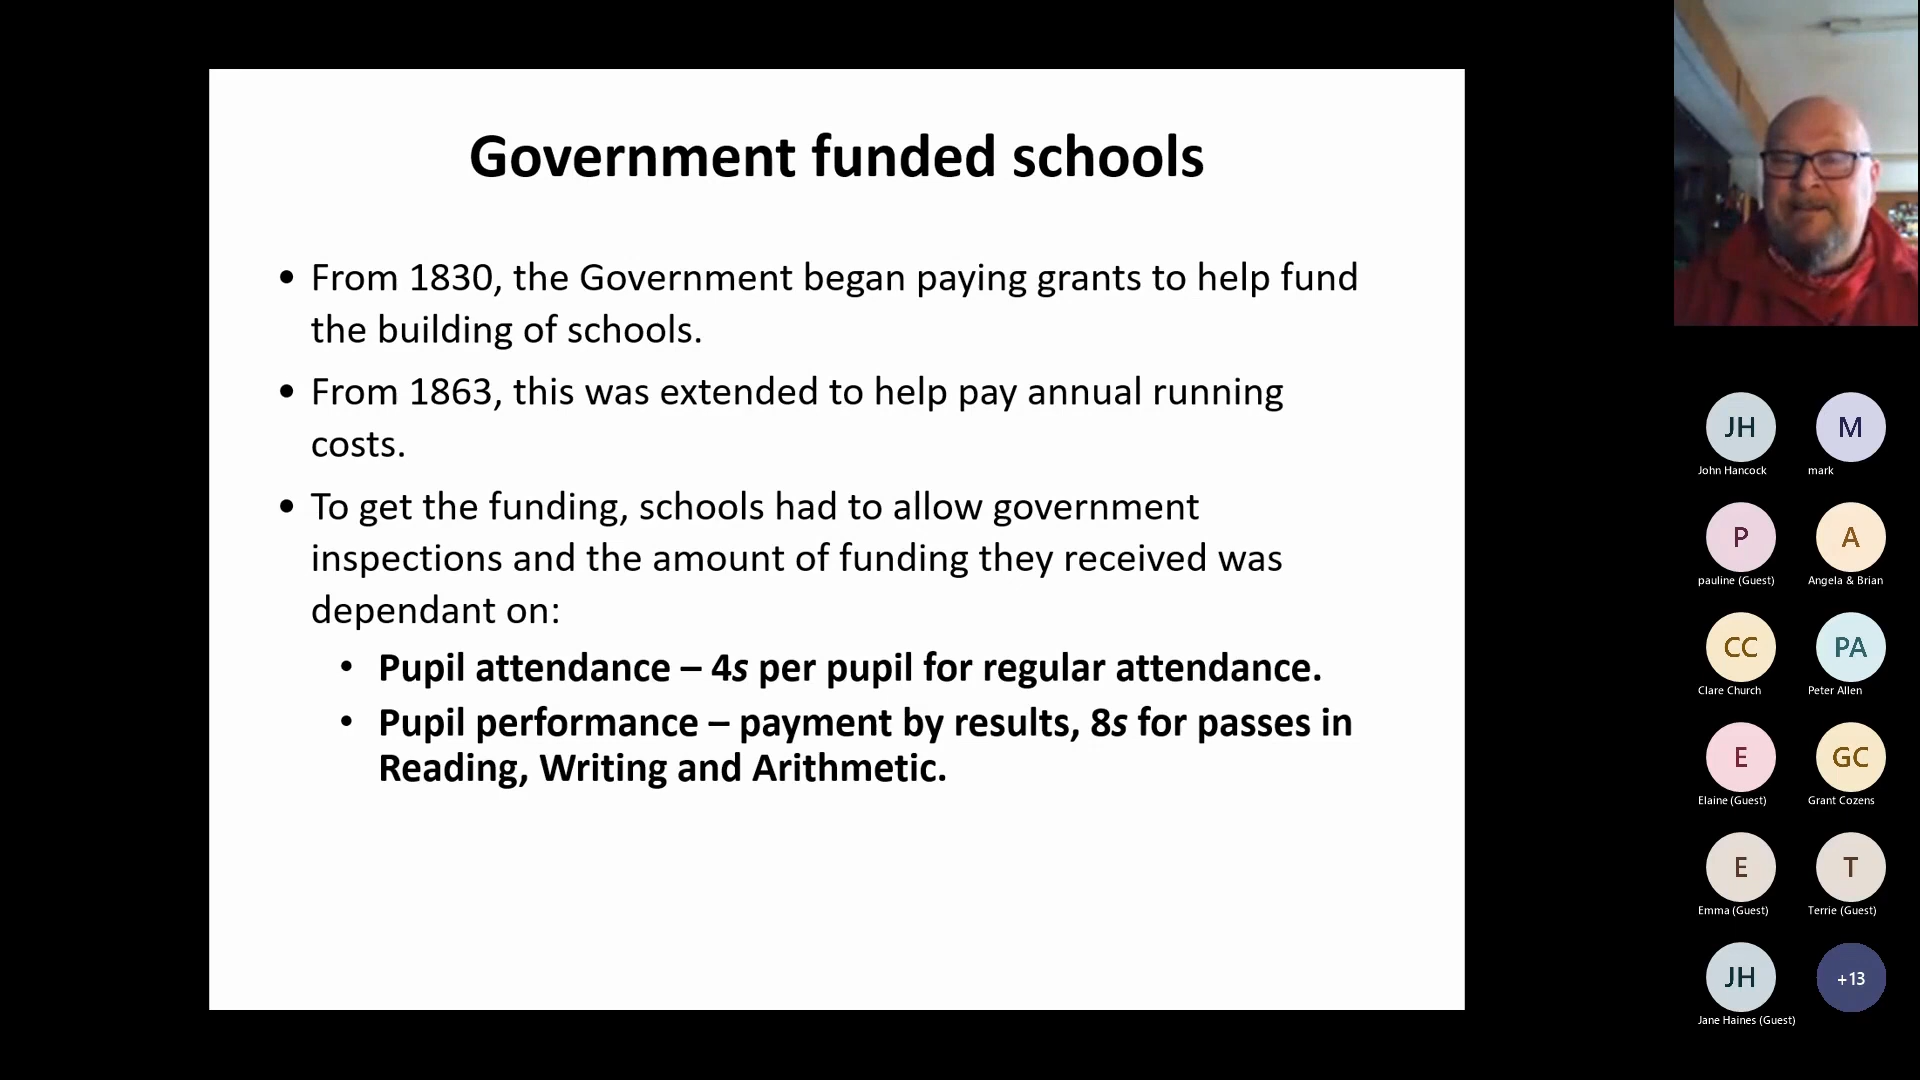 Government funded schools
• From 1830, the Government began paying grants to help fund
the building of schools.
• From 1863, this was extended to help pay annual running
costs.
• To get the funding, schools had to allow government
inspections and the amount of funding they received was
dependant on:
• Pupil attendance – 4s per pupil for regular attendance.
• Pupil performance – payment by results, 8s for passes in
Reading, Writing and Arithmetic.
JH
M
John Hancock
mark
P
A
pauline (Guest)
Angela & Brian
CC
PA
Clare Church
Peter Allen
E
GC
Elaine (Guest)
Grant Cozens
E
T
Emma (Guest)
Terrie (Guest)
JH
+13
Jane Haines (Guest)